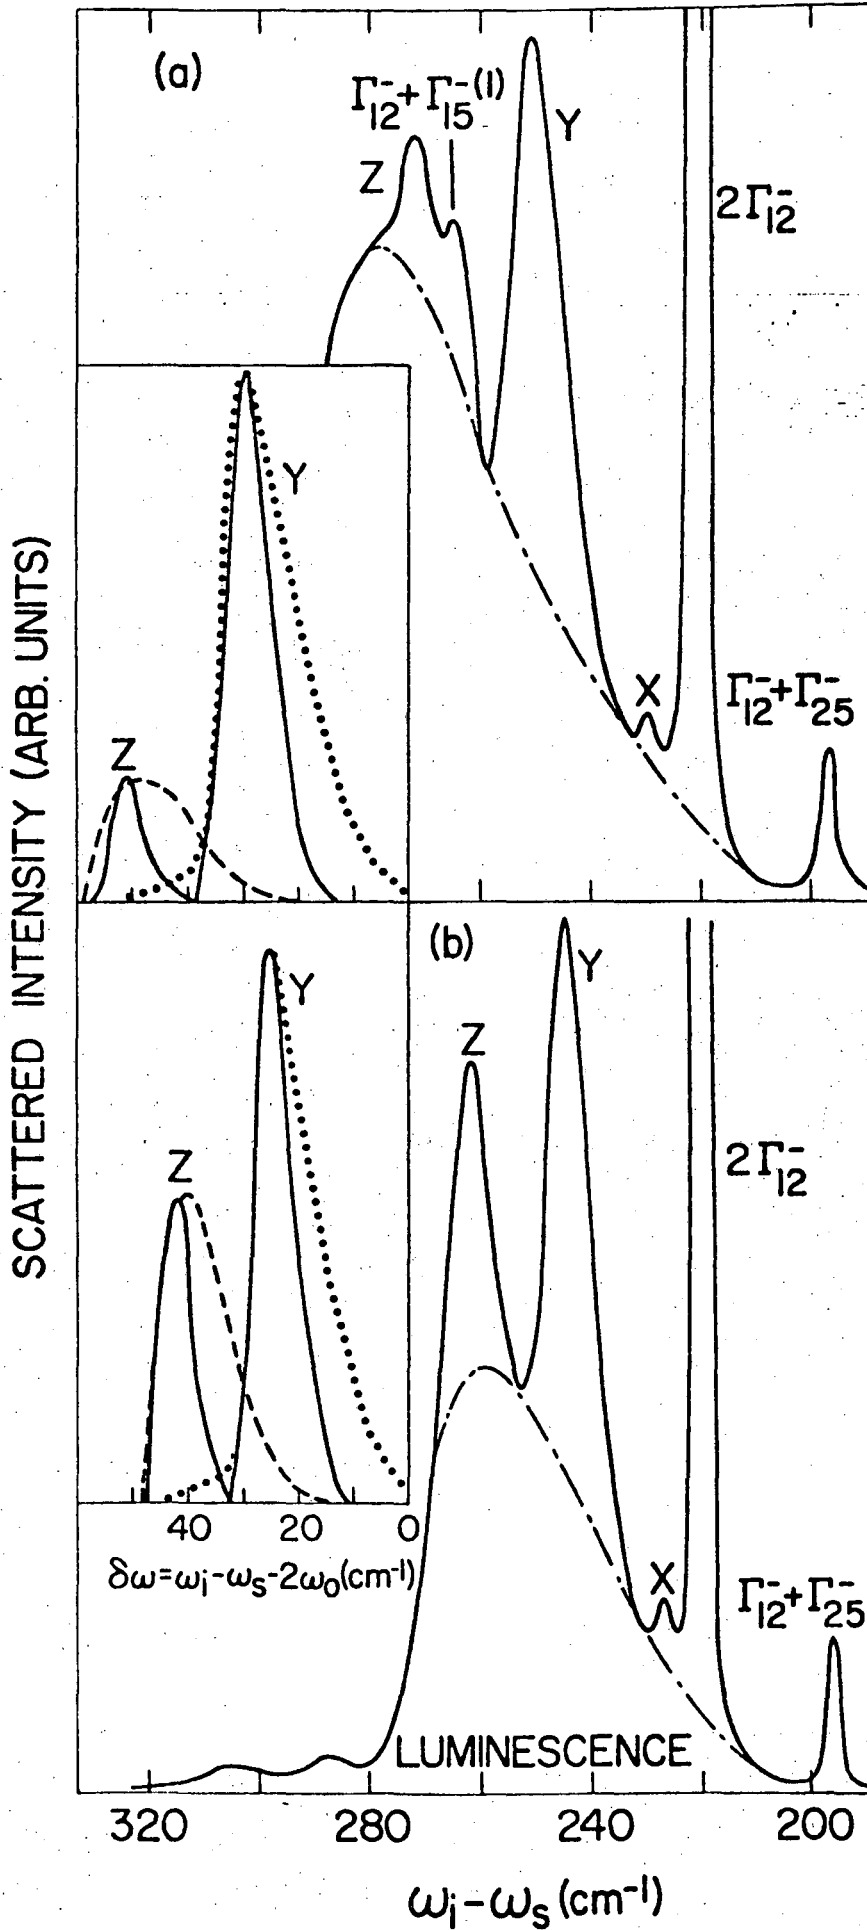 (a)
Γ₁₂⁻+Γ₁₅⁻⁽¹⁾
Z
Y
2Γ₁₂⁻
X
Γ₁₂⁻+Γ₂₅⁻
Y
Z
SCATTERED INTENSITY (ARB. UNITS)
(b)
Y
Z
2Γ₁₂⁻
X
Γ₁₂⁻+Γ₂₅⁻
Y
Z
40 20 0
δω=ωᵢ-ωₛ-2ω₀(cm⁻¹)
LUMINESCENCE
320 280 240 200
ωᵢ-ωₛ(cm⁻¹)